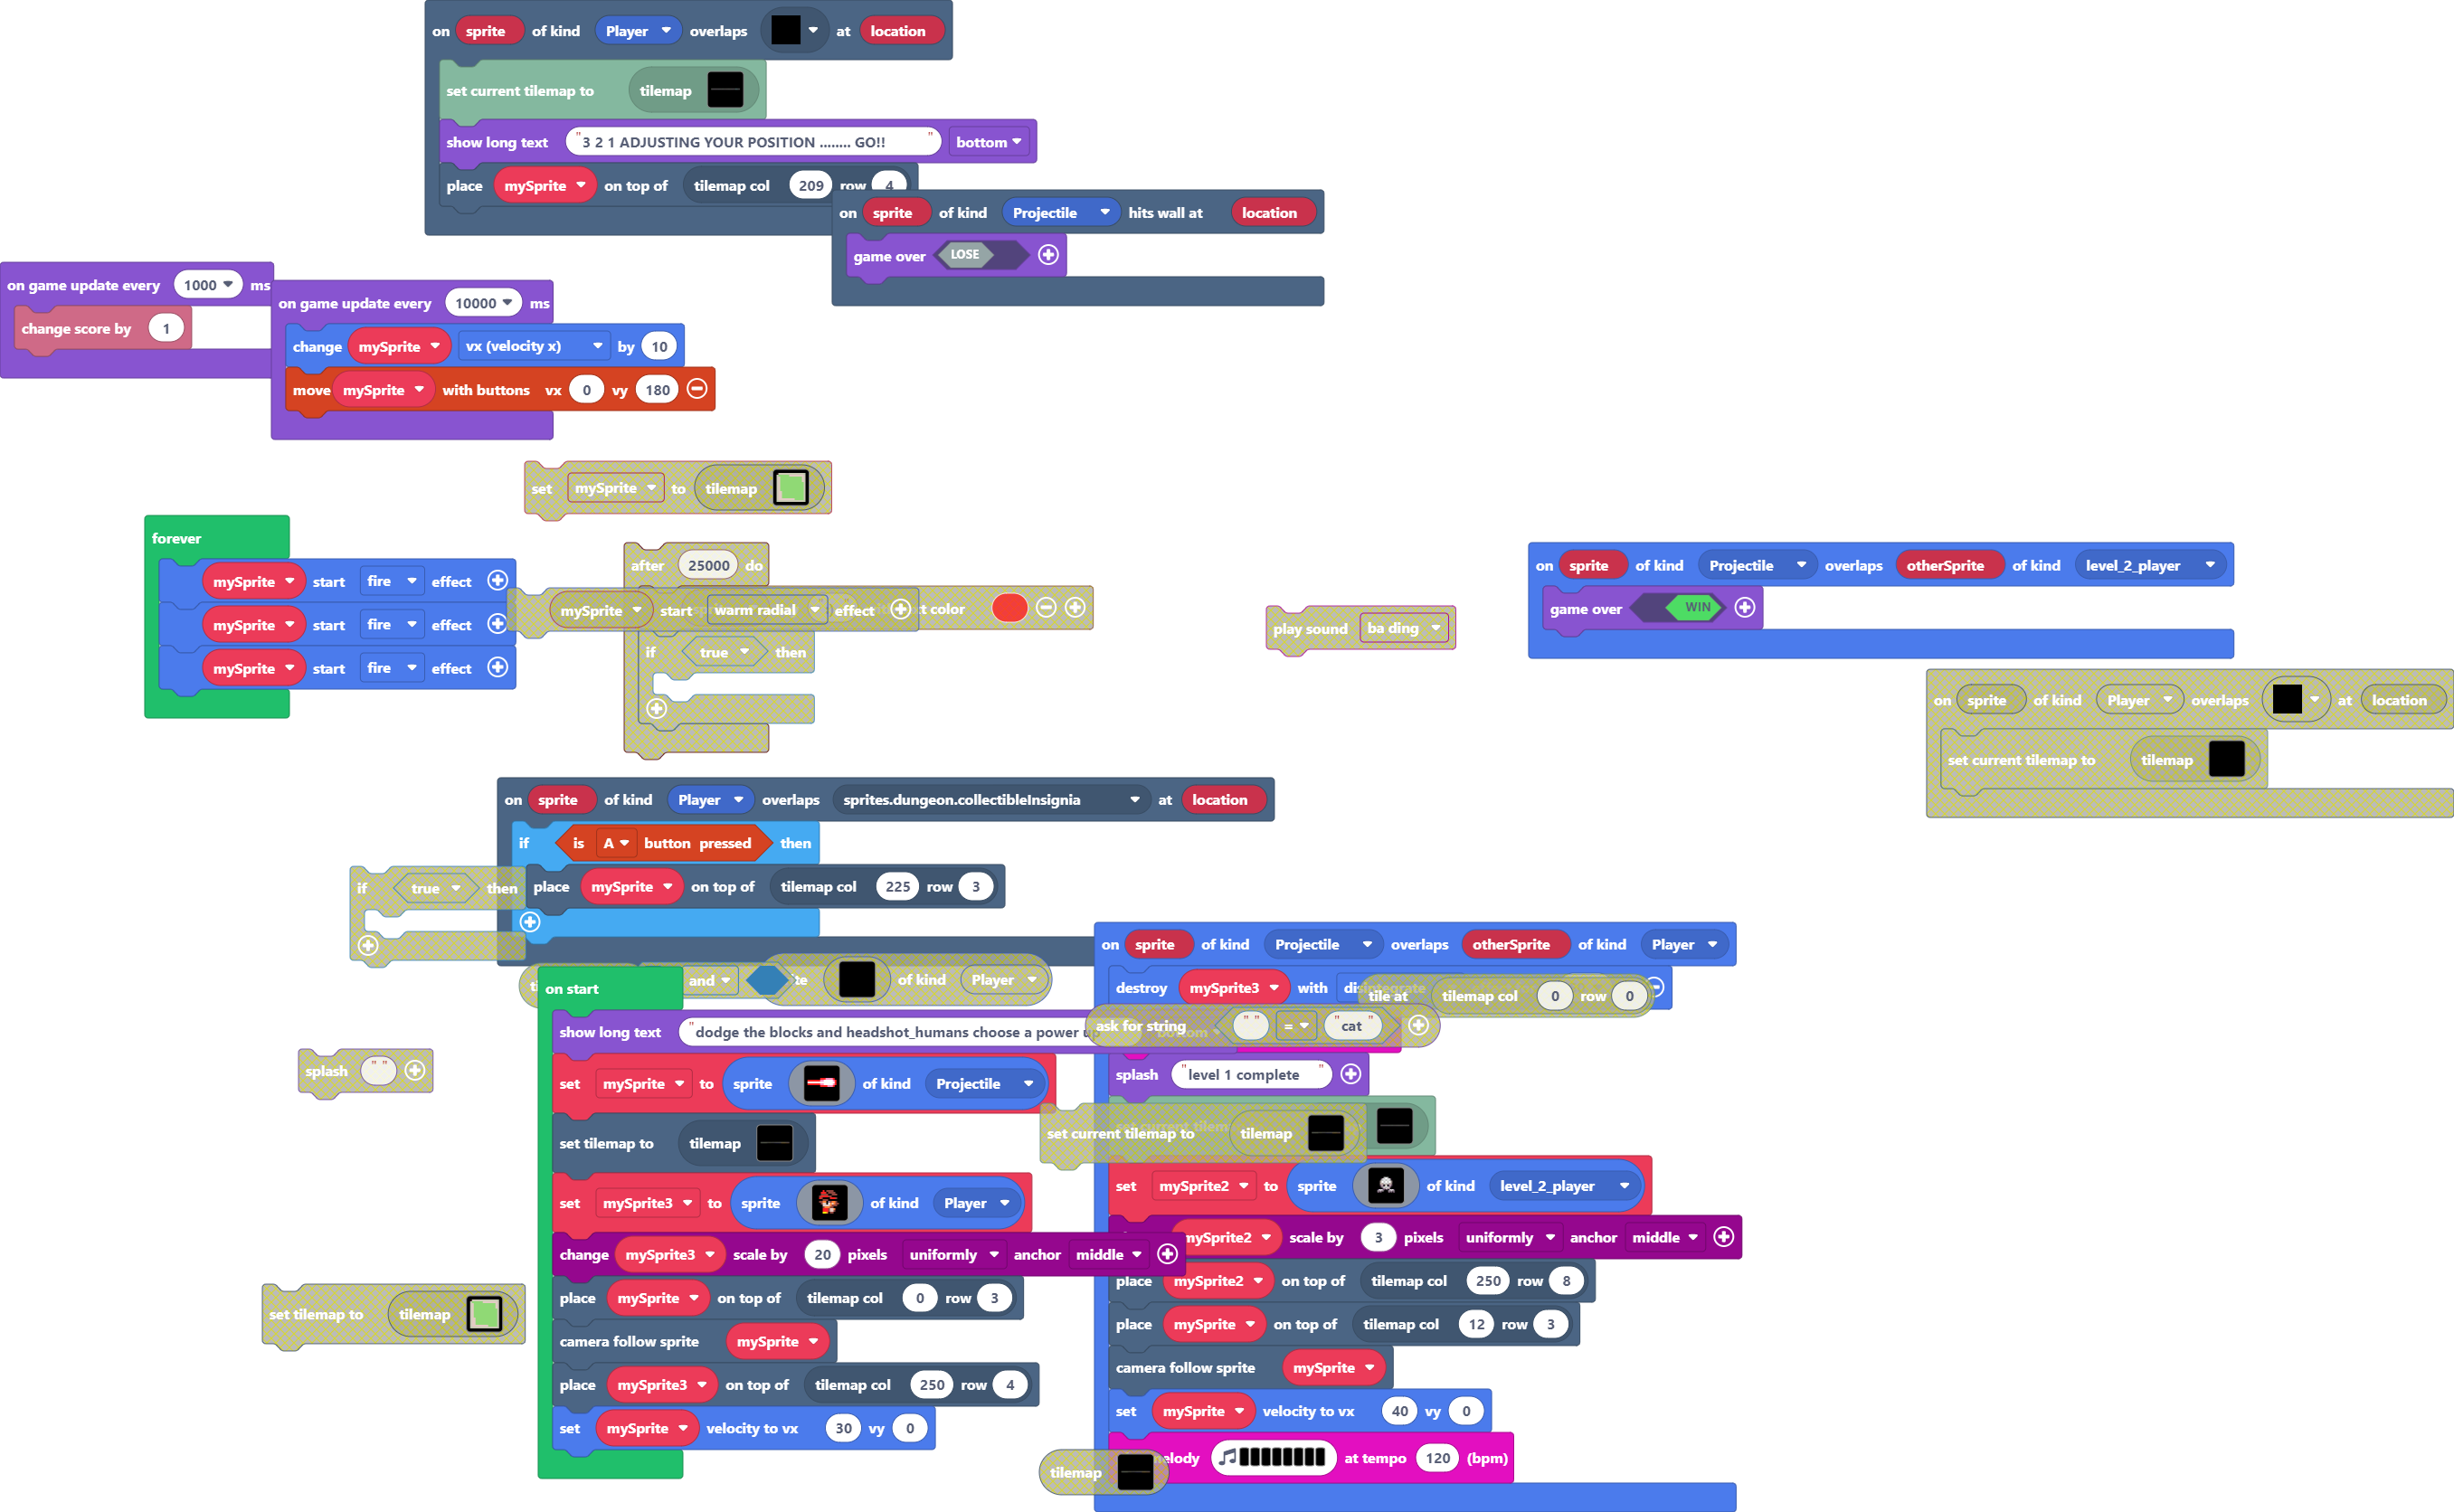 on sprite of kind Player overlaps at location
set current tilemap to tilemap
show long text "3 2 1 ADJUSTING YOUR POSITION ........ GO!!" bottom
place mySprite on top of tilemap col 209 row 4
on sprite of kind Projectile hits wall at location
game over LOSE
on game update every 1000 ms
change score by 1
on game update every 10000 ms
change mySprite vx (velocity x) by 10
move mySprite with buttons vx 0 vy 180
set mySprite to tilemap
forever
mySprite start fire effect
mySprite start fire effect
mySprite start fire effect
after 25000 do
mySprite start warm radial effect
color
if true then
play sound ba ding
on sprite of kind Projectile overlaps otherSprite of kind level_2_player
game over WIN
on sprite of kind Player overlaps at location
set current tilemap to tilemap
on sprite of kind Player overlaps sprites.dungeon.collectibleInsignia at location
if is A button pressed then
place mySprite on top of tilemap col 225 row 3
if true then
and
of kind Player
splash " "
set tilemap to tilemap
on start
show long text "dodge the blocks and headshot_humans choose a power
set mySprite to sprite of kind Projectile
set tilemap to tilemap
set mySprite3 to sprite of kind Player
change mySprite3 scale by 20 pixels uniformly anchor middle
place mySprite on top of tilemap col 0 row 3
camera follow sprite mySprite
place mySprite3 on top of tilemap col 250 row 4
set mySprite velocity to vx 30 vy 0
on sprite of kind Projectile overlaps otherSprite of kind Player
destroy mySprite3 with
tile at tilemap col 0 row 0
ask for string " " = "cat"
splash "level 1 complete"
set current tilemap to tilemap
set mySprite2 to sprite of kind level_2_player
mySprite2 scale by 3 pixels uniformly anchor middle
place mySprite2 on top of tilemap col 250 row 8
place mySprite on top of tilemap col 12 row 3
camera follow sprite mySprite
set mySprite velocity to vx 40 vy 0
at tempo 120 (bpm)
tilemap